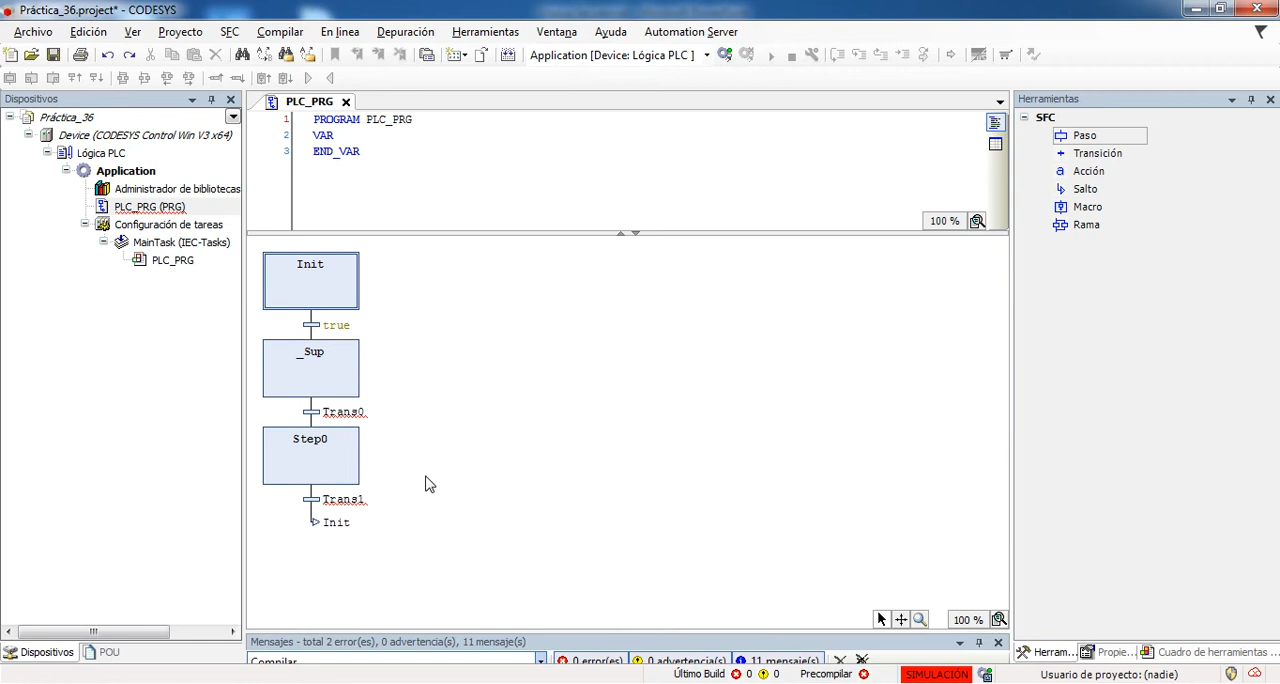 Práctica_36.project* - CODESYS
Archivo Edición Ver Proyecto SFC Compilar En línea Depuración Herramientas Ventana Ayuda Automation Server
Application [Device: Lógica PLC ]
Dispositivos
Práctica_36
Device (CODESYS Control Win V3 x64)
Lógica PLC
Application
Administrador de bibliotecas
PLC_PRG (PRG)
Configuración de tareas
MainTask (IEC-Tasks)
PLC_PRG
Dispositivos POU
PLC_PRG
1 PROGRAM PLC_PRG
2 VAR
3 END_VAR
100 %
Init
true
_Sup
Trans0
Step0
Trans1
Init
100 %
Mensajes - total 2 error(es), 0 advertencia(s), 11 mensaje(s)
Compilar 0 error(es) 0 advertencia(s) 11 mensaje(s)
Herramientas
SFC
Paso
Transición
Acción
Salto
Macro
Rama
Herram... Propie... Cuadro de herramientas
Último Build 0 0 Precompilar SIMULACIÓN Usuario de proyecto: (nadie)